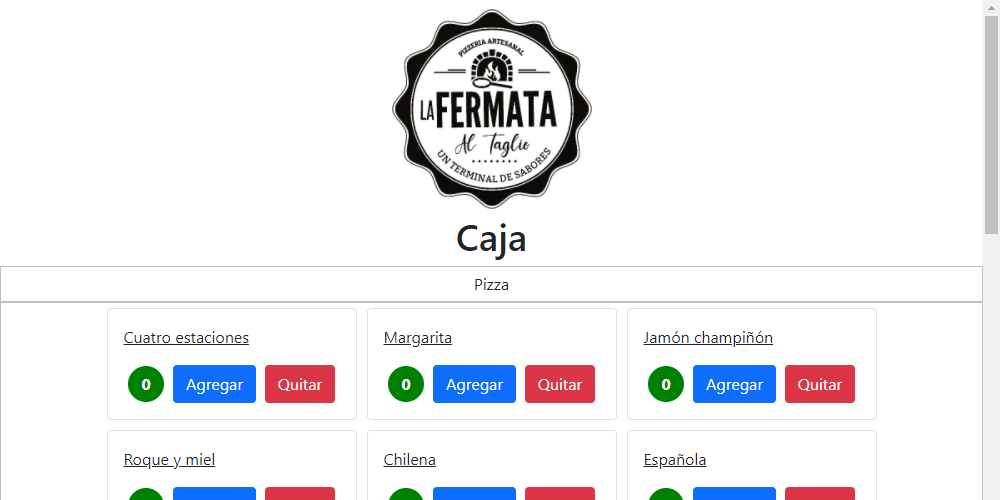 PIZZERIA ARTESANAL
LA FERMATA
Al Taglio
UN TERMINAL DE SABORES
Caja
Pizza
Cuatro estaciones
0 Agregar Quitar
Margarita
0 Agregar Quitar
Jamón champiñón
0 Agregar Quitar
Roque y miel
Chilena
Española